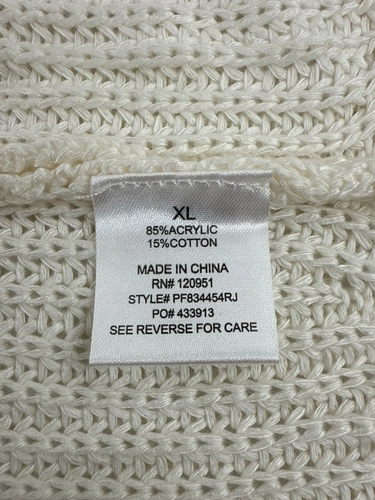 XL
85%ACRYLIC
15%COTTON
MADE IN CHINA
RN# 120951
STYLE# PF834454RJ
PO# 433913
SEE REVERSE FOR CARE